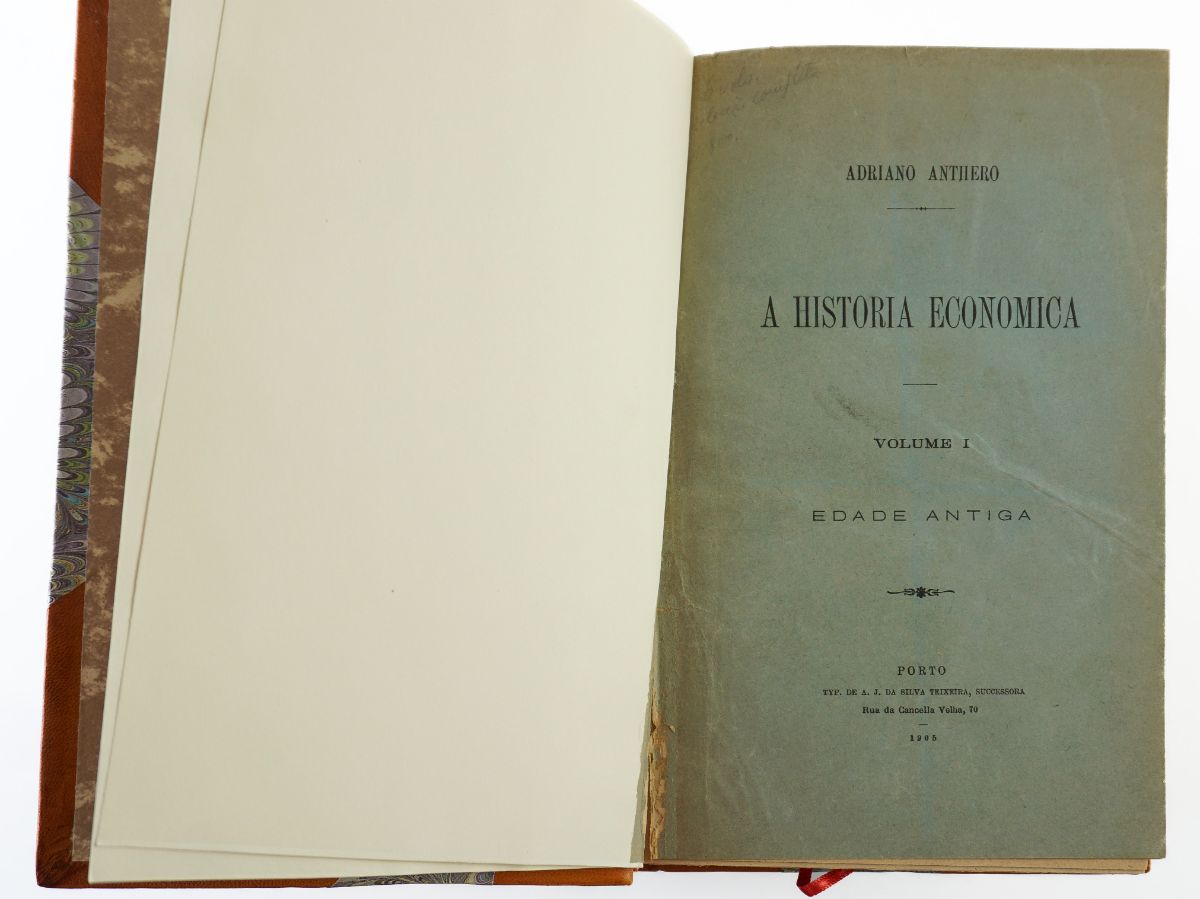 ADRIANO ANTHERO
A HISTORIA ECONOMICA
VOLUME I
EDADE ANTIGA
PORTO
TYP. DE A. J. DA SILVA TEIXEIRA, SUCCESSORA
Rua da Cancella Velha, 70
1905